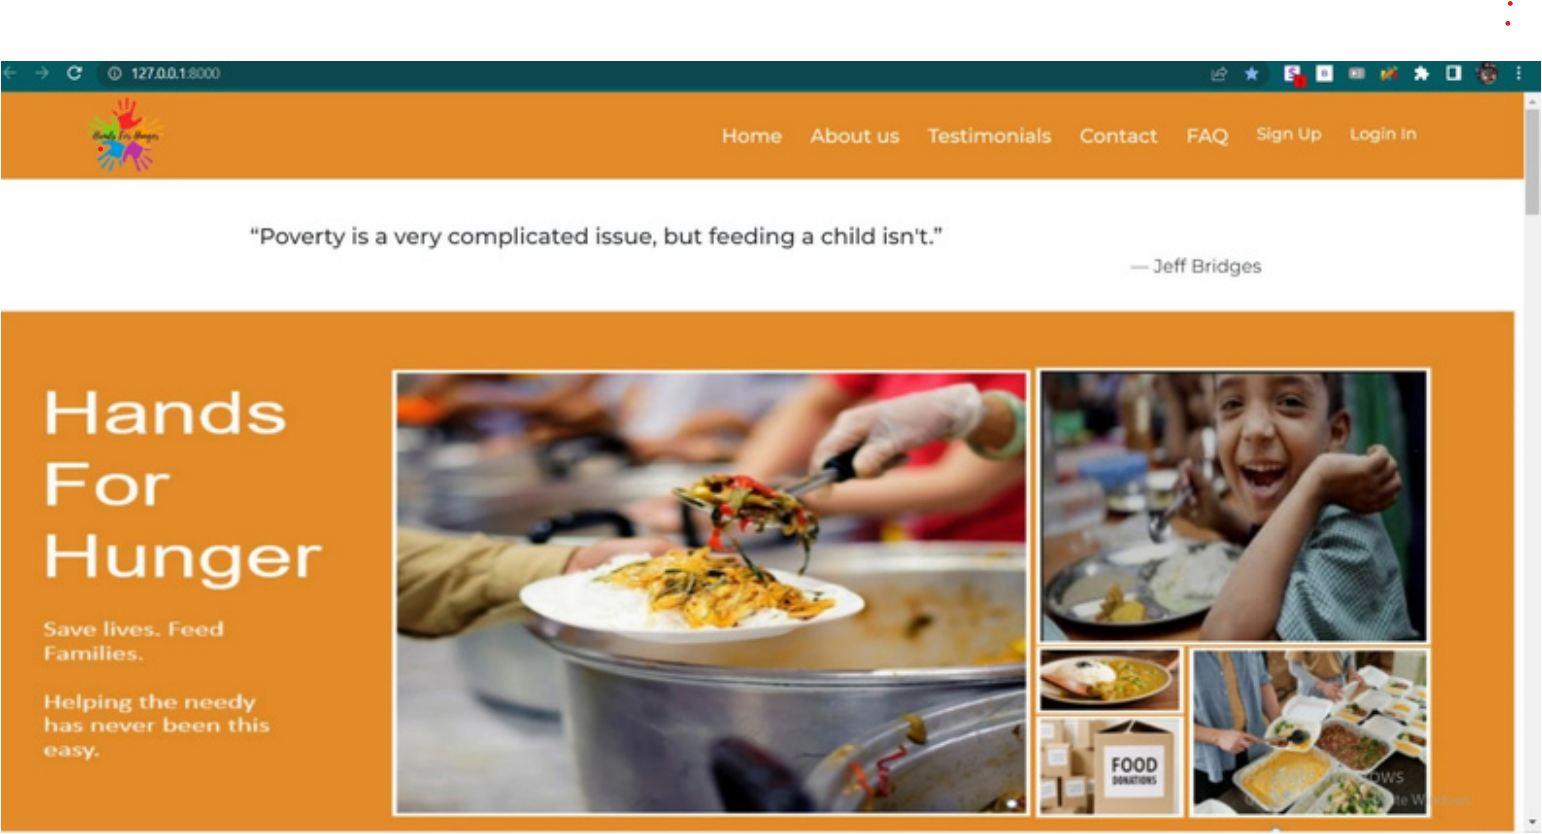 127.0.0.1:8000
Hands For Hunger
Home About us Testimonials Contact FAQ Sign Up Login In
“Poverty is a very complicated issue, but feeding a child isn't.”
— Jeff Bridges
Hands
For
Hunger
Save lives. Feed
Families.
Helping the needy
has never been this
easy.
FOOD
DONATIONS